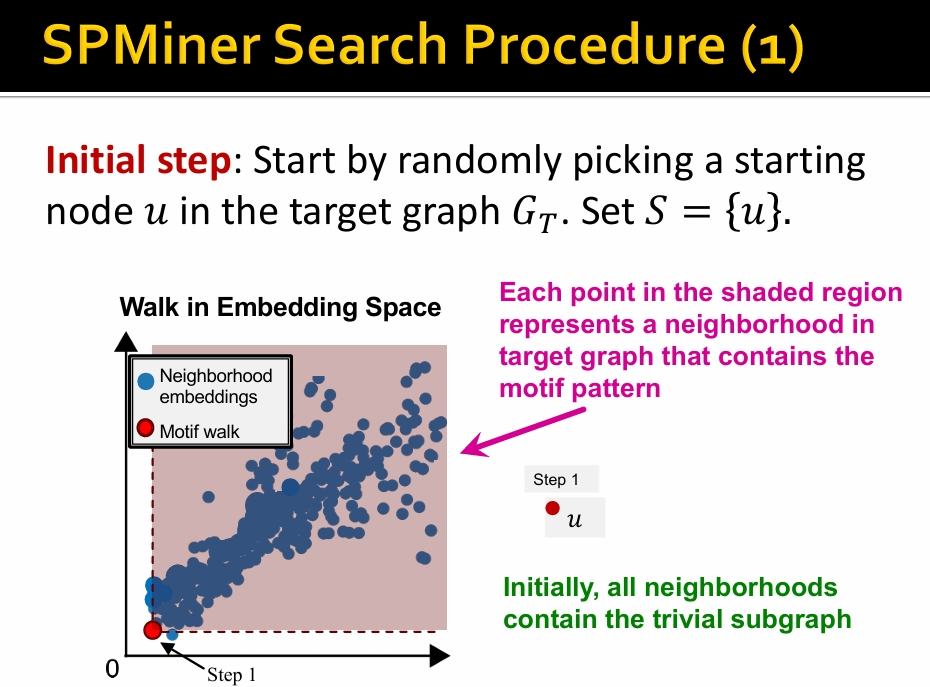 SPMiner Search Procedure (1)
Initial step: Start by randomly picking a starting
node 𝑢 in the target graph 𝐺_𝑇. Set 𝑆 = {𝑢}.
Walk in Embedding Space
Neighborhood
embeddings
Motif walk
0
Step 1
Each point in the shaded region
represents a neighborhood in
target graph that contains the
motif pattern
Step 1
𝑢
Initially, all neighborhoods
contain the trivial subgraph